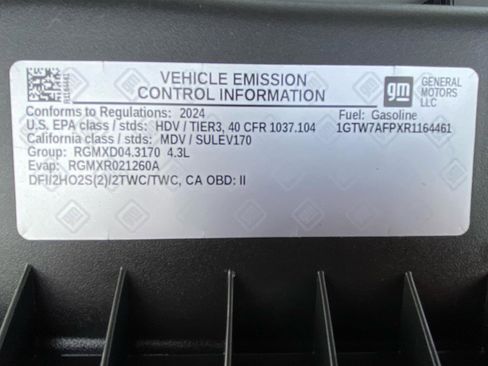 VEHICLE EMISSION
CONTROL INFORMATION
gm
GENERAL
MOTORS
LLC
Conforms to Regulations: 2024
Fuel: Gasoline
U.S. EPA class / stds: HDV / TIER3, 40 CFR 1037.104
1GTW7AFPXR1164461
California class / stds: MDV / SULEV170
Group: RGMXD04.3170 4.3L
Evap: RGMXR021260A
DFI/2HO2S(2)/2TWC/TWC, CA OBD: II